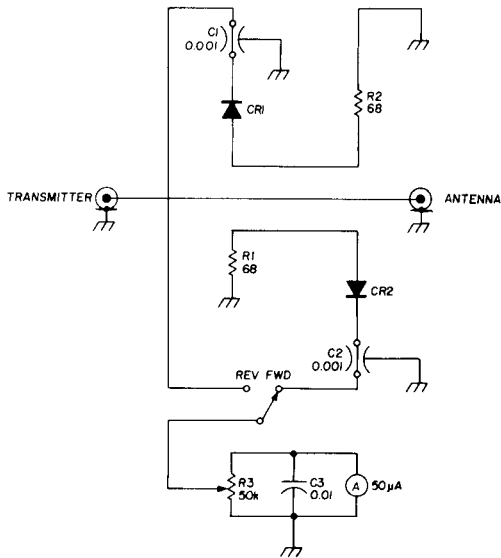 C1
0.001
R2
68
CR1
TRANSMITTER
ANTENNA
R1
68
CR2
C2
0.001
REV FWD
R3
50k
C3
0.01
A
50µA